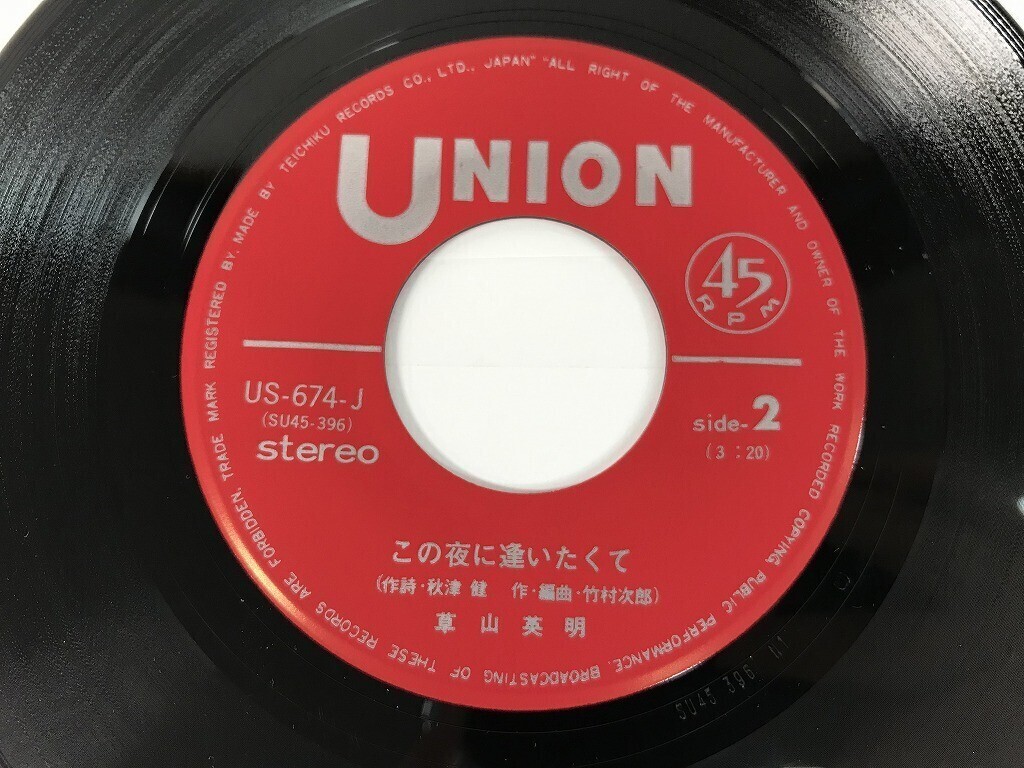 UNION
45
RPM
US-674-J
(SU45-396)
stereo
side-2
(3:20)
この夜に逢いたくて
(作詩・秋津 健 作・編曲・竹村次郎)
草山英明
TRADE MARK REGISTERED BY. MADE BY TEICHIKU RECORDS CO., LTD., JAPAN" "ALL RIGHT OF THE MANUFACTURER AND OWNER OF THE WORK RECORDED COPYING, PUBLIC PERFORMANCE, BROADCASTING OF THESE RECORDS ARE FORBIDDEN,
SU45 396